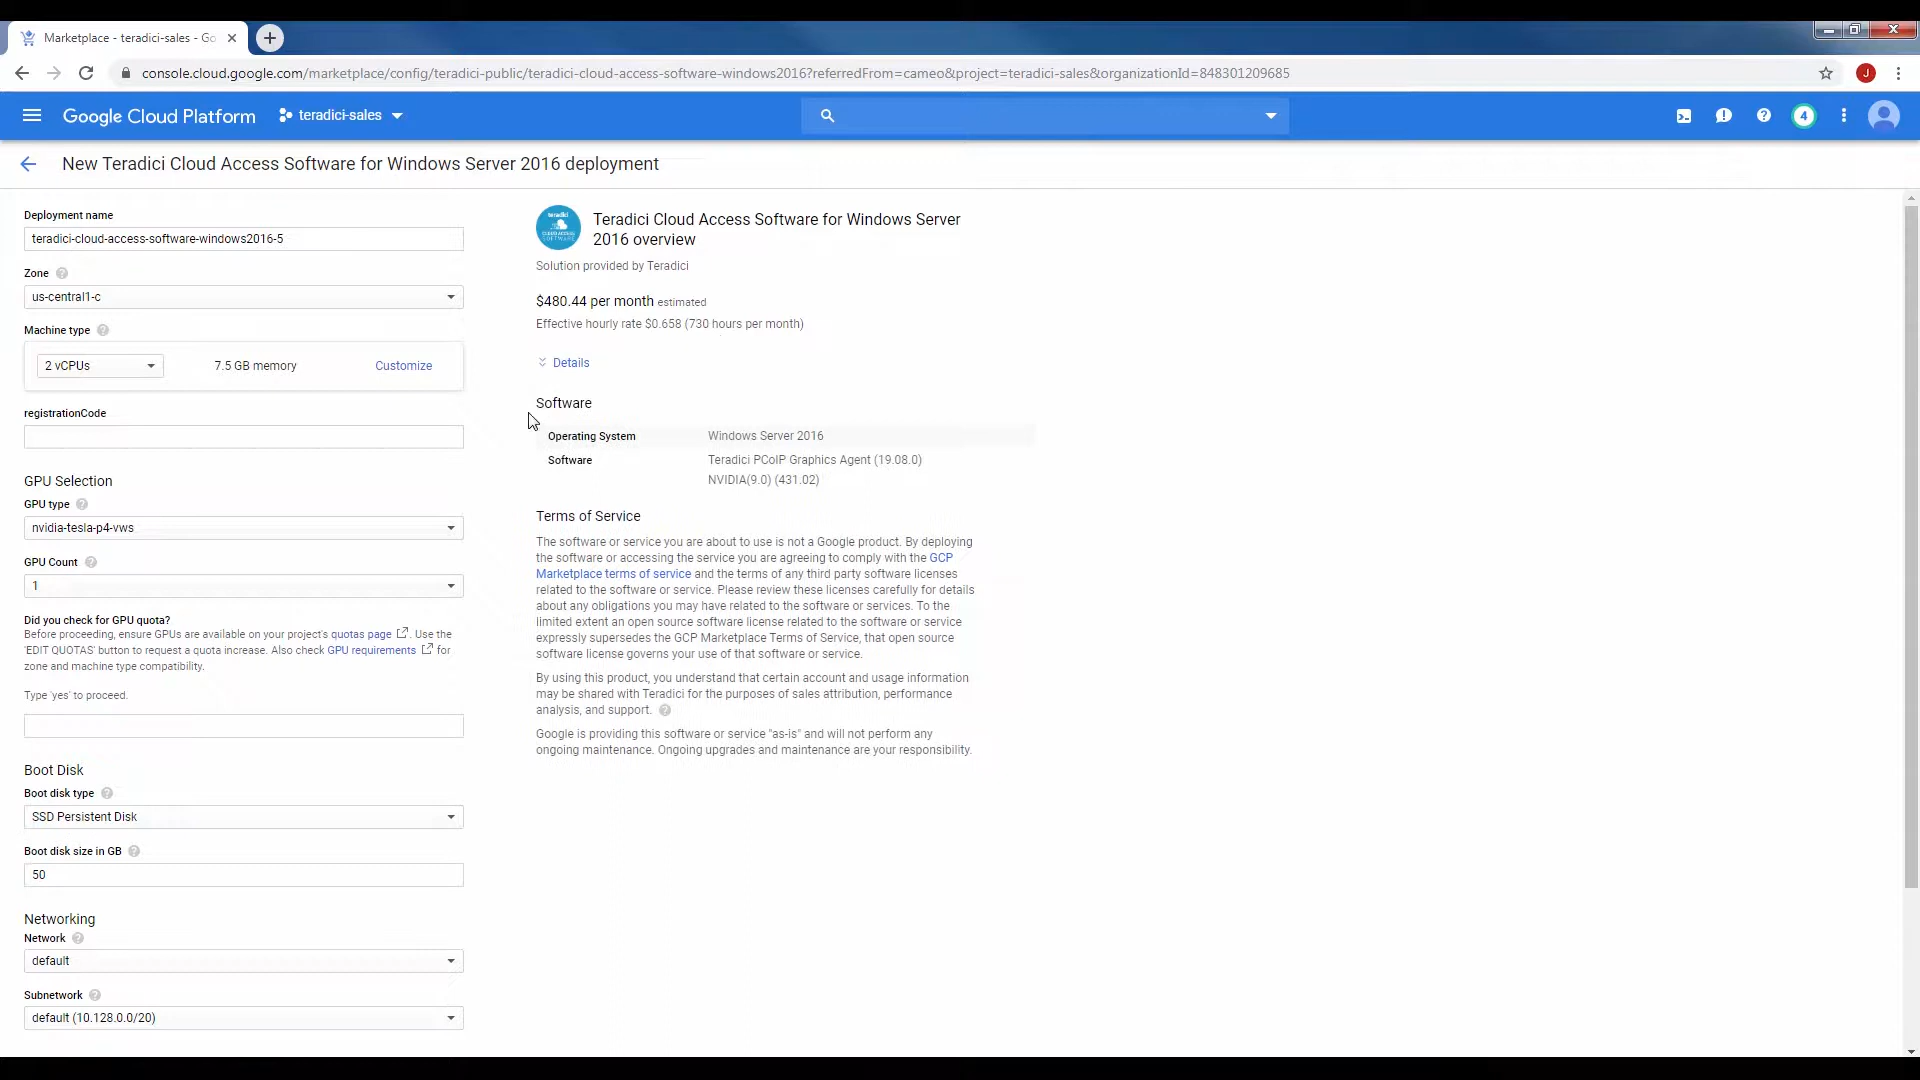 Marketplace - teradici-sales - Go
console.cloud.google.com/marketplace/config/teradici-public/teradici-cloud-access-software-windows2016?referredFrom=cameo&project=teradici-sales&organizationId=848301209685
J
Google Cloud Platform
teradici-sales
4
New Teradici Cloud Access Software for Windows Server 2016 deployment
Deployment name
teradici-cloud-access-software-windows2016-5
Zone
us-central1-c
Machine type
2 vCPUs
7.5 GB memory
Customize
registrationCode
GPU Selection
GPU type
nvidia-tesla-p4-vws
GPU Count
1
Did you check for GPU quota?
Before proceeding, ensure GPUs are available on your project's quotas page . Use the
'EDIT QUOTAS' button to request a quota increase. Also check GPU requirements for
zone and machine type compatibility.
Type 'yes' to proceed.
Boot Disk
Boot disk type
SSD Persistent Disk
Boot disk size in GB
50
Networking
Network
default
Subnetwork
default (10.128.0.0/20)
teradici
CLOUD ACCESS
SOFTWARE
Teradici Cloud Access Software for Windows Server
2016 overview
Solution provided by Teradici
$480.44 per month estimated
Effective hourly rate $0.658 (730 hours per month)
Details
Software
Operating System
Windows Server 2016
Software
Teradici PCoIP Graphics Agent (19.08.0)
NVIDIA(9.0) (431.02)
Terms of Service
The software or service you are about to use is not a Google product. By deploying
the software or accessing the service you are agreeing to comply with the GCP
Marketplace terms of service and the terms of any third party software licenses
related to the software or service. Please review these licenses carefully for details
about any obligations you may have related to the software or services. To the
limited extent an open source software license related to the software or service
expressly supersedes the GCP Marketplace Terms of Service, that open source
software license governs your use of that software or service.
By using this product, you understand that certain account and usage information
may be shared with Teradici for the purposes of sales attribution, performance
analysis, and support.
Google is providing this software or service "as-is" and will not perform any
ongoing maintenance. Ongoing upgrades and maintenance are your responsibility.